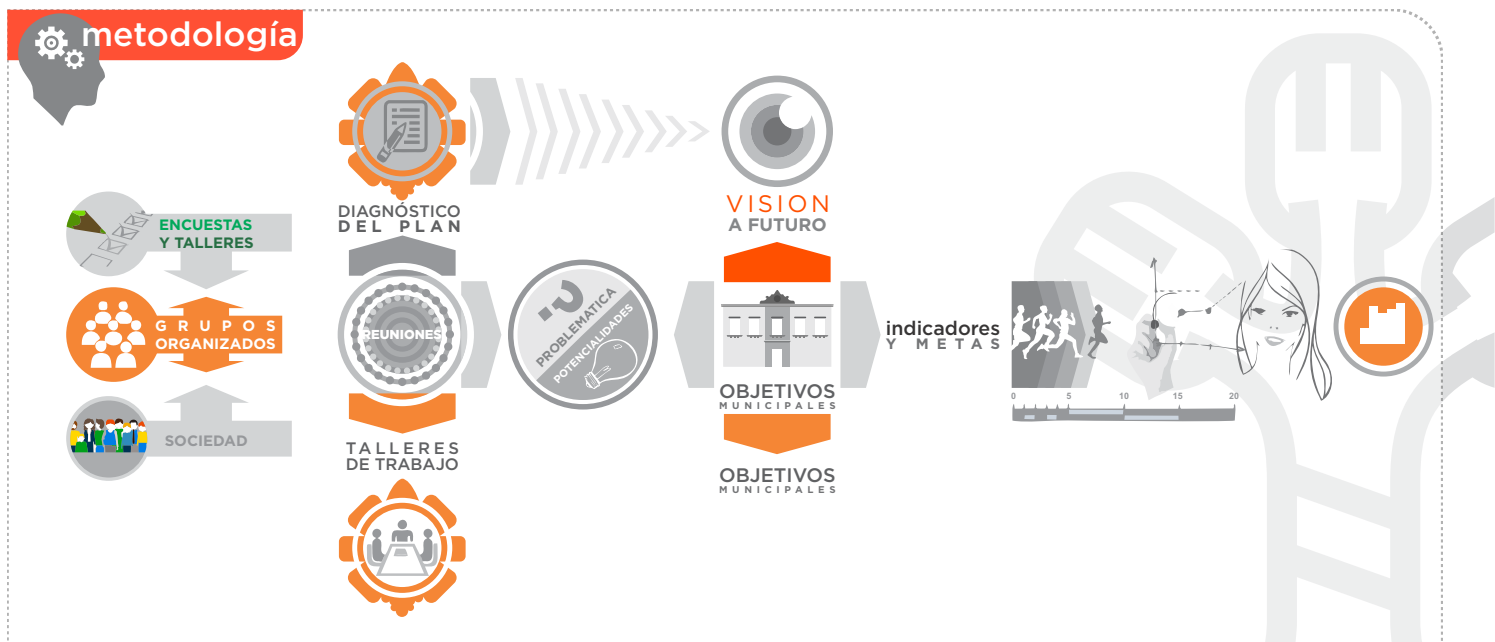 metodología
ENCUESTAS
Y TALLERES
GRUPOS
ORGANIZADOS
SOCIEDAD
DIAGNÓSTICO
DEL PLAN
REUNIONES
TALLERES
DE TRABAJO
?
PROBLEMATICA
POTENCIALIDADES
VISION
A FUTURO
OBJETIVOS
MUNICIPALES
OBJETIVOS
MUNICIPALES
indicadores
Y METAS
0 5 10 15 20